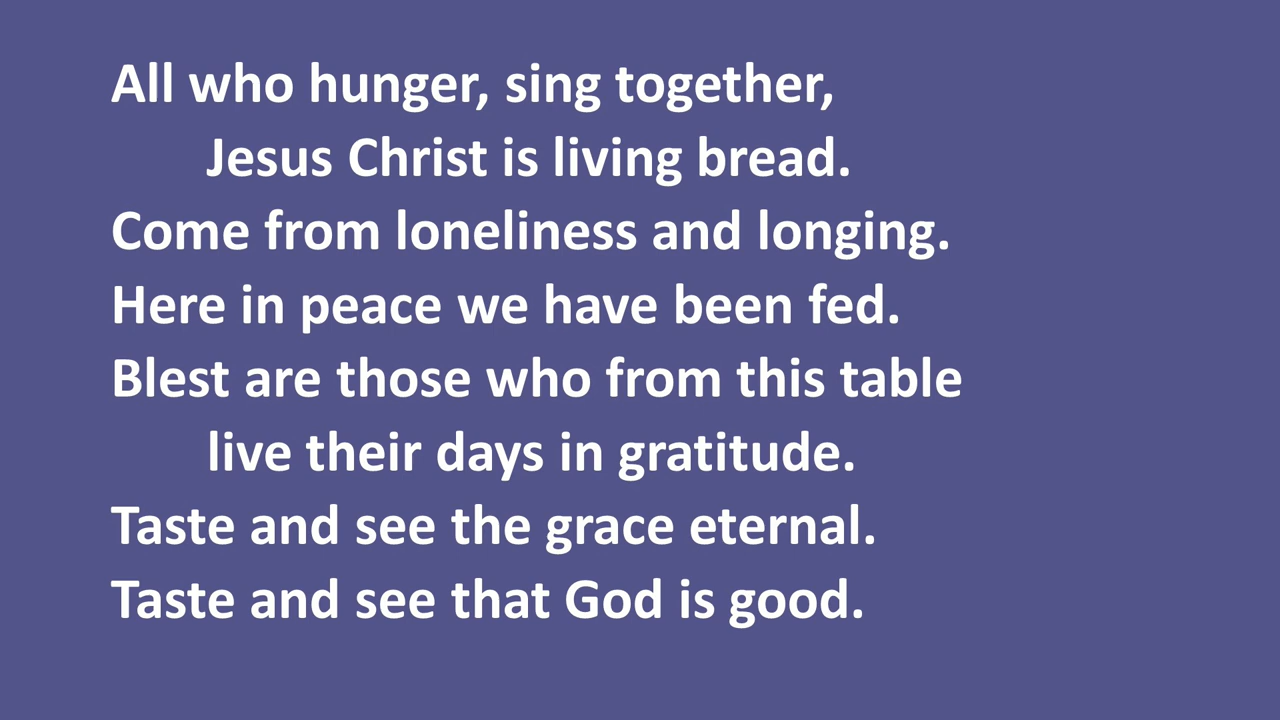 All who hunger, sing together,
Jesus Christ is living bread.
Come from loneliness and longing.
Here in peace we have been fed.
Blest are those who from this table
live their days in gratitude.
Taste and see the grace eternal.
Taste and see that God is good.